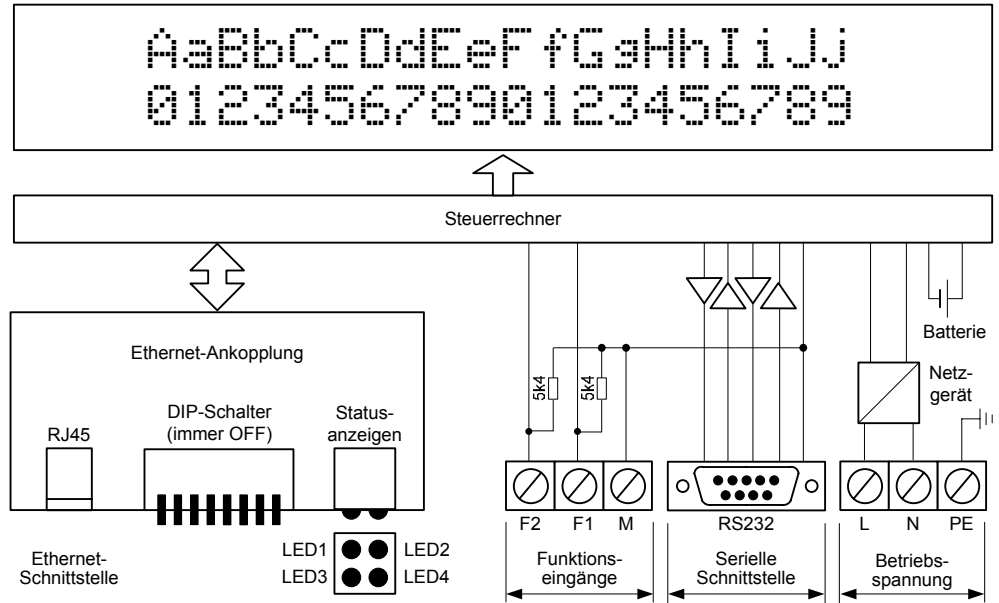 AaBbCcDdEeFfGgHhIiJj
01234567890123456789
Steuerrechner
Ethernet-Ankopplung
RJ45
DIP-Schalter
(immer OFF)
Status-
anzeigen
5k4
5k4
Batterie
Netz-
gerät
F2 F1 M
RS232
L N PE
Ethernet-
Schnittstelle
LED1 LED2
LED3 LED4
Funktions-
eingänge
Serielle
Schnittstelle
Betriebs-
spannung